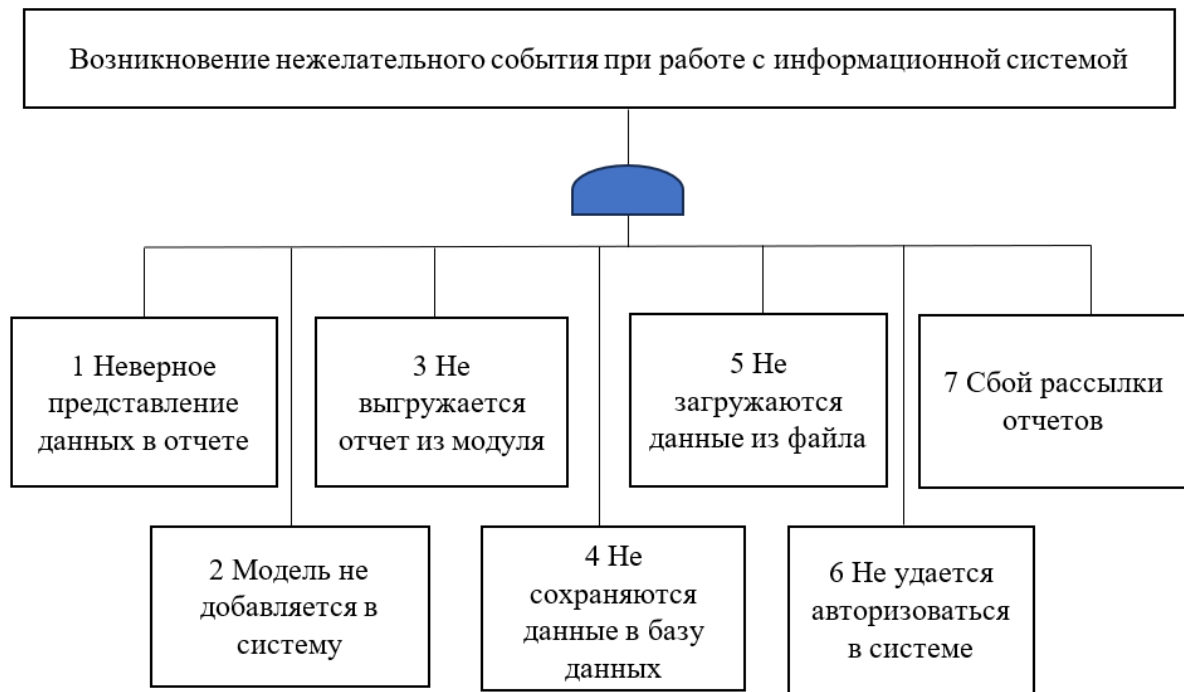 Возникновение нежелательного события при работе с информационной системой
1 Неверное
представление
данных в отчете
3 Не
выгружается
отчет из модуля
5 Не
загружаются
данные из файла
7 Сбой рассылки
отчетов
2 Модель не
добавляется в
систему
4 Не
сохраняются
данные в базу
данных
6 Не удается
авторизоваться
в системе